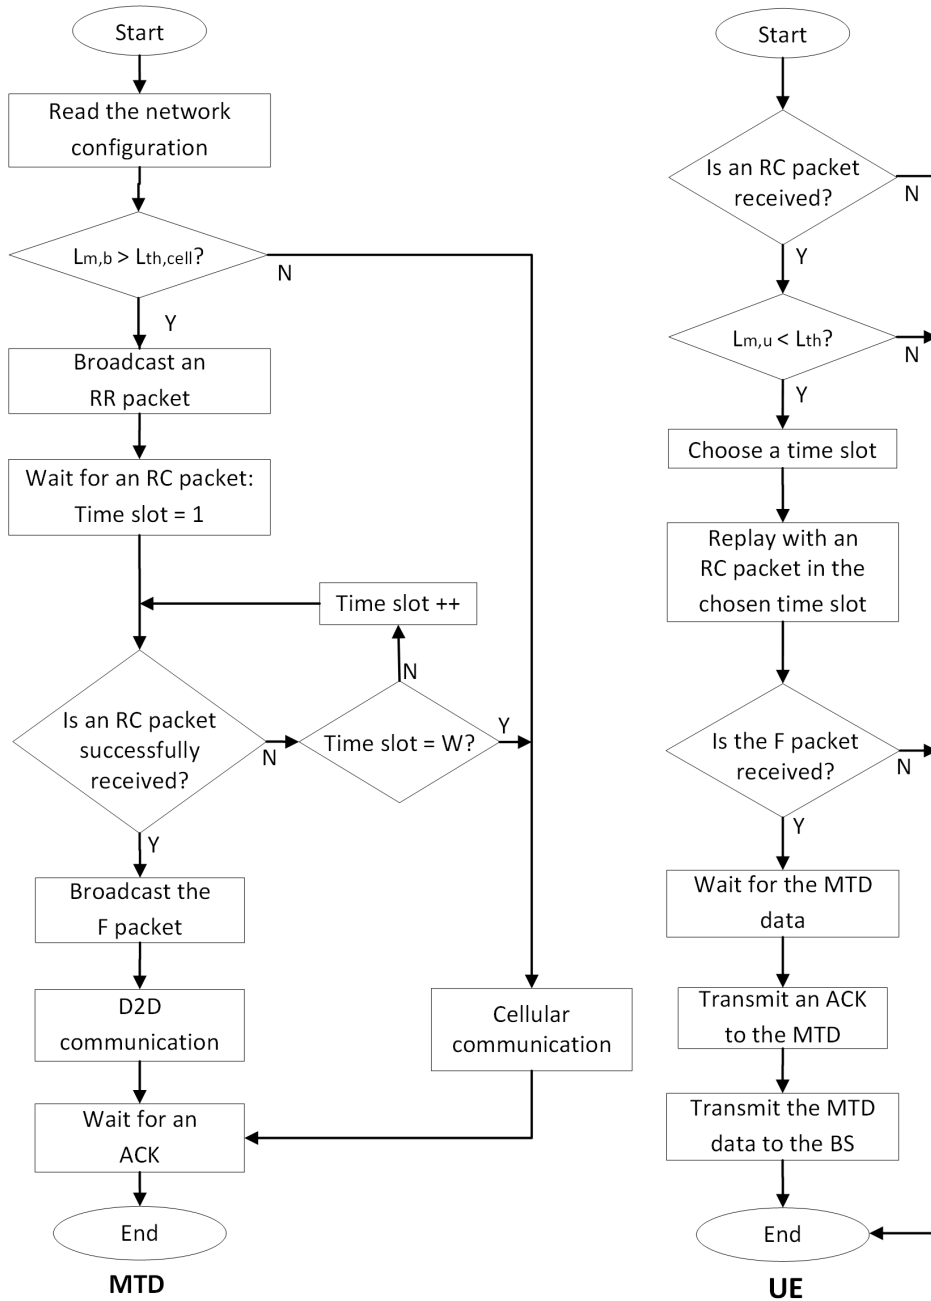 Start
Read the network
configuration
Lm,b > Lth,cell?
N
Y
Broadcast an
RR packet
Wait for an RC packet:
Time slot = 1
Time slot ++
N
Is an RC packet
successfully
received?
N
Time slot = W?
Y
Y
Broadcast the
F packet
D2D
communication
Cellular
communication
Wait for an
ACK
End
MTD
Start
Is an RC packet
received?
N
Y
Lm,u < Lth?
N
Y
Choose a time slot
Replay with an
RC packet in the
chosen time slot
Is the F packet
received?
N
Y
Wait for the MTD
data
Transmit an ACK
to the MTD
Transmit the MTD
data to the BS
End
UE